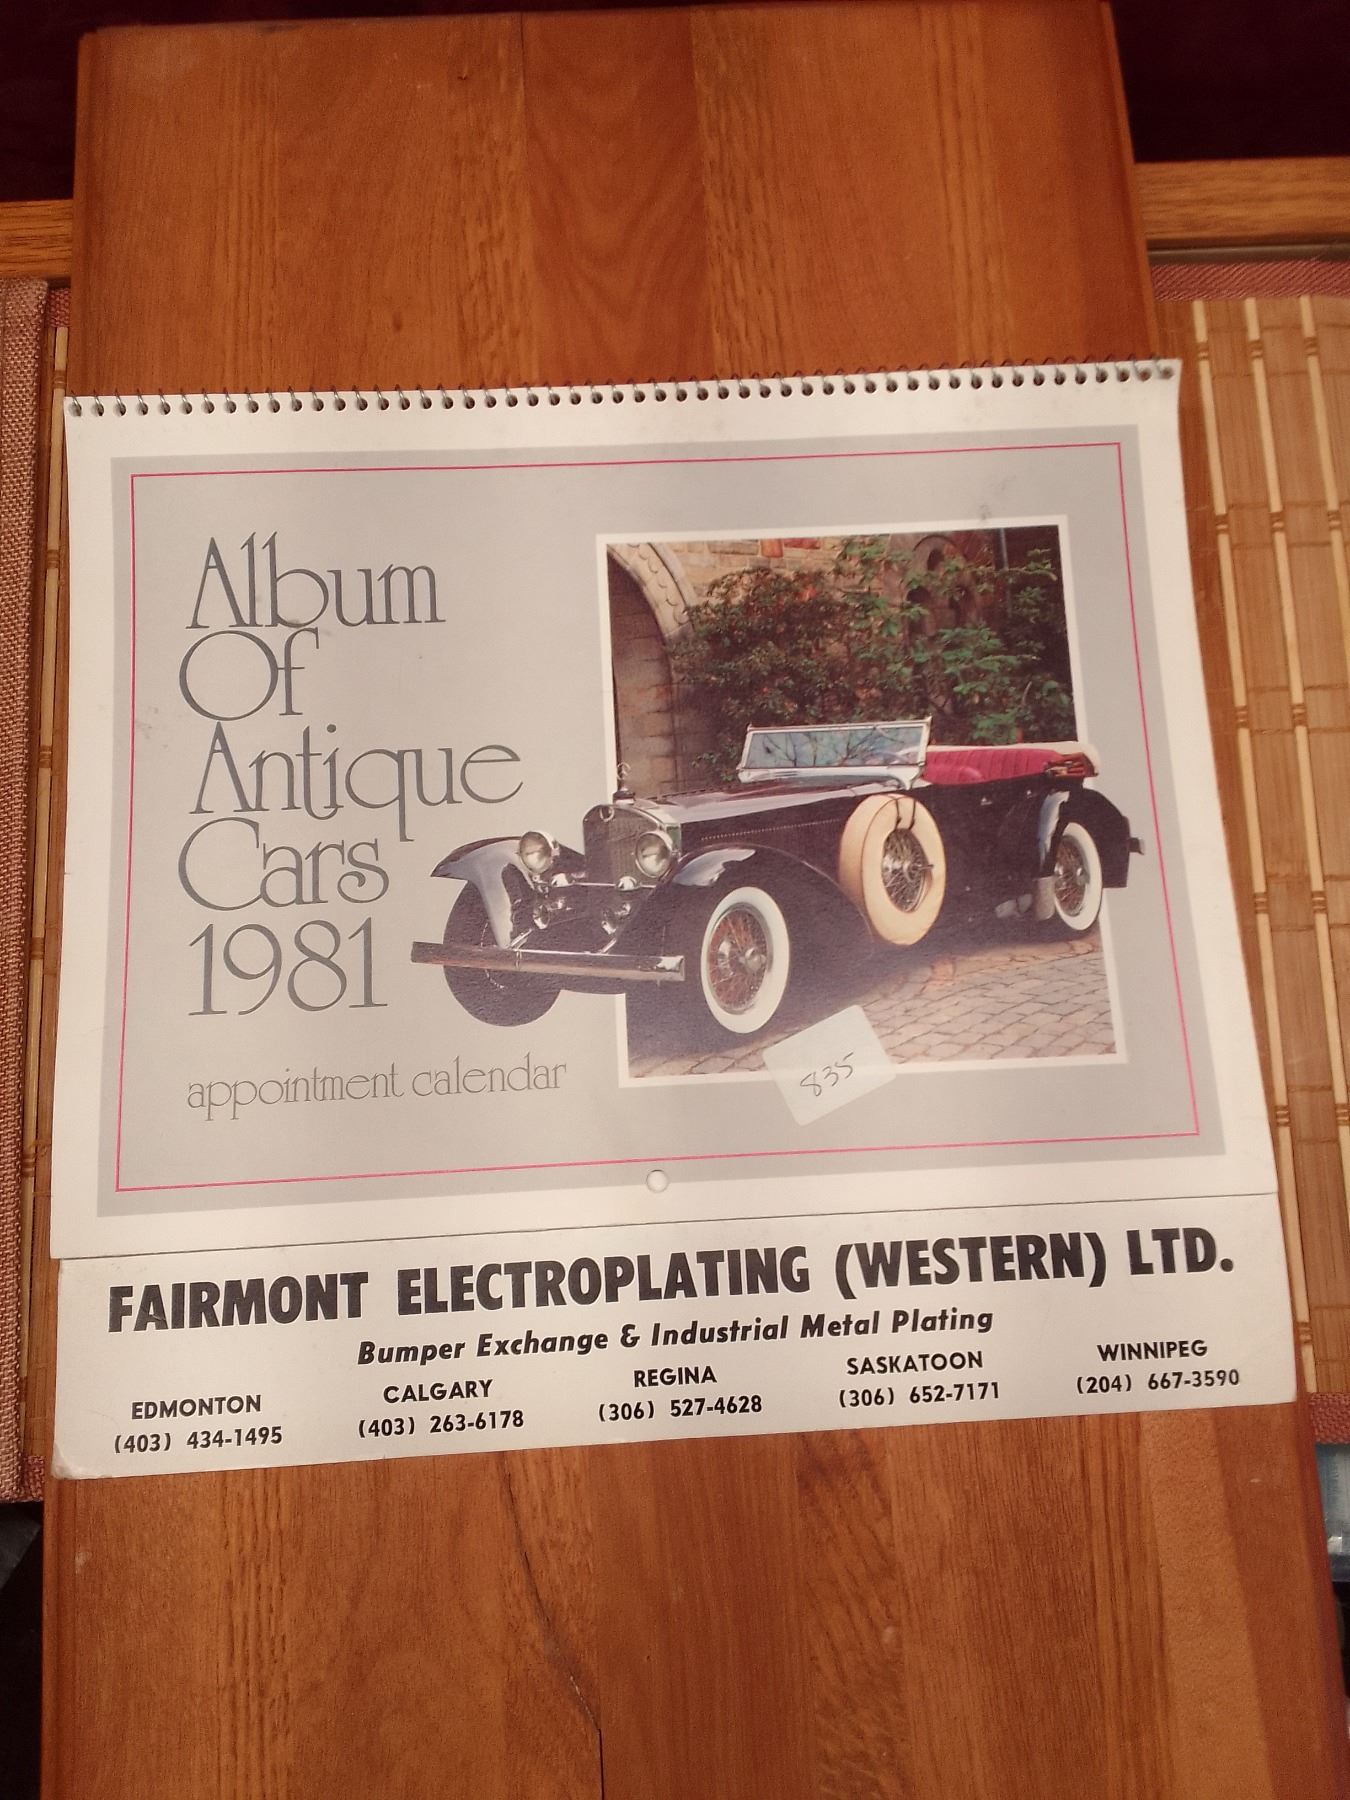 Album
Of
Antique
Cars
1981
appointment calendar
835
FAIRMONT ELECTROPLATING (WESTERN) LTD.
Bumper Exchange & Industrial Metal Plating
EDMONTON
(403) 434-1495
CALGARY
(403) 263-6178
REGINA
(306) 527-4628
SASKATOON
(306) 652-7171
WINNIPEG
(204) 667-3590